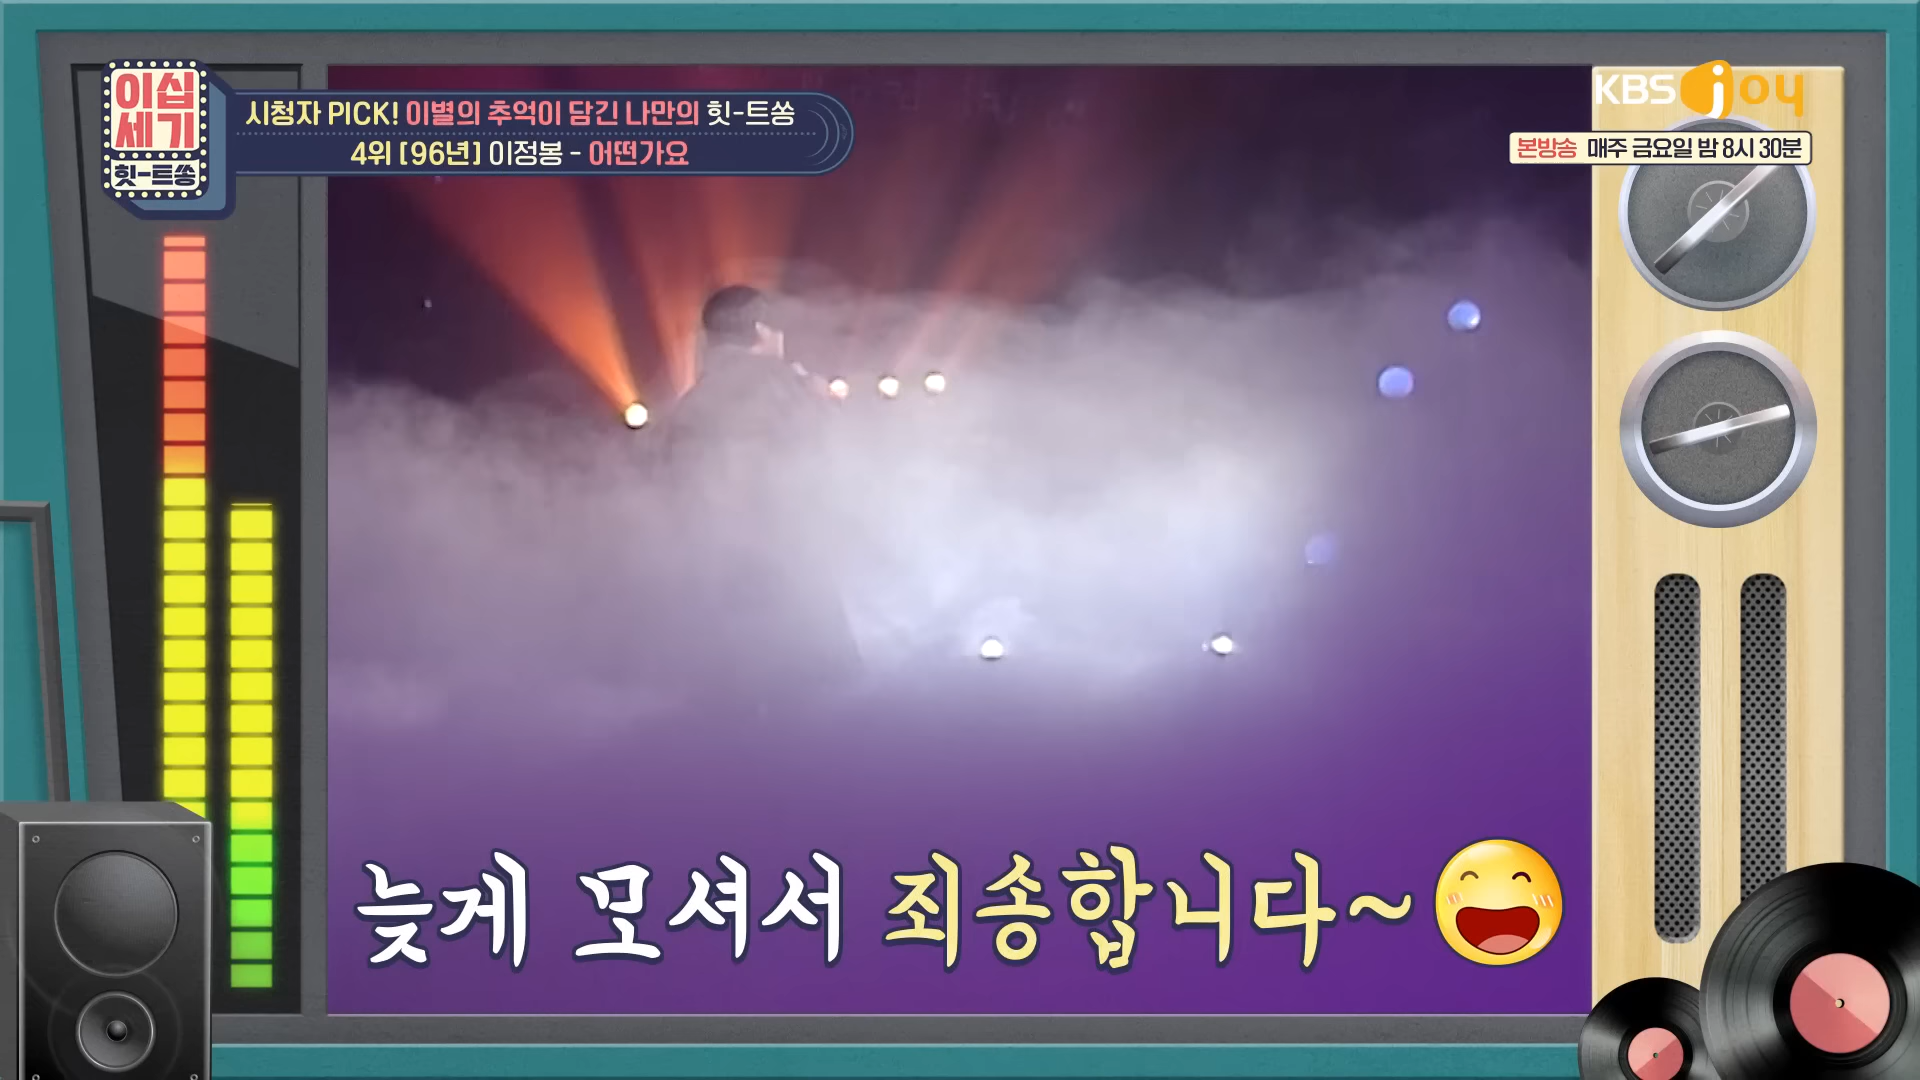 이십
세기
힛-트쏭
시청자 PICK! 이별의 추억이 담긴 나만의 힛-트쏭
4위 [96년] 이정봉 - 어떤가요
KBS joy
본방송 매주 금요일 밤 8시 30분
늦게 모셔서 죄송합니다~